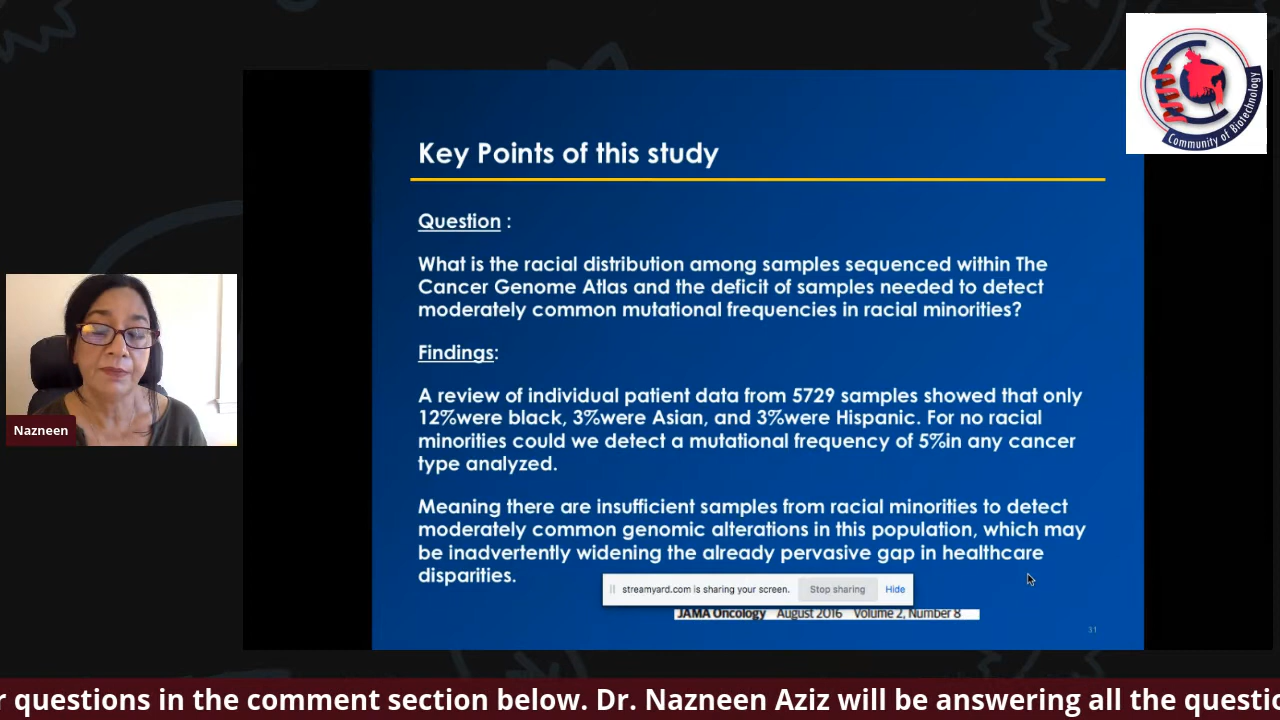 Community of Biotechnology
Key Points of this study
Question :
What is the racial distribution among samples sequenced within The
Cancer Genome Atlas and the deficit of samples needed to detect
moderately common mutational frequencies in racial minorities?
Findings:
A review of individual patient data from 5729 samples showed that only
12%were black, 3%were Asian, and 3%were Hispanic. For no racial
minorities could we detect a mutational frequency of 5%in any cancer
type analyzed.
Meaning there are insufficient samples from racial minorities to detect
moderately common genomic alterations in this population, which may
be inadvertently widening the already pervasive gap in healthcare
disparities.
streamyard.com is sharing your screen. Stop sharing Hide
JAMA Oncology August 2016 Volume 2, Number 8
31
Nazneen
r questions in the comment section below. Dr. Nazneen Aziz will be answering all the questio